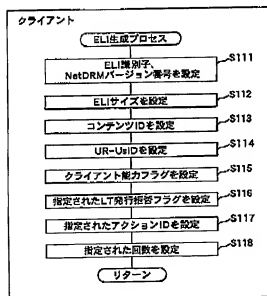 クライアント
ELI生成プロセス
ELI識別子、
NetDRMバージョン番号を設定
S111
ELIサイズを設定
S112
コンテンツIDを設定
S113
UR-UsIDを設定
S114
クライアント能力フラグを設定
S115
指定されたLT発行拒否フラグを設定
S116
指定されたアクションIDを設定
S117
指定された回数を設定
S118
リターン